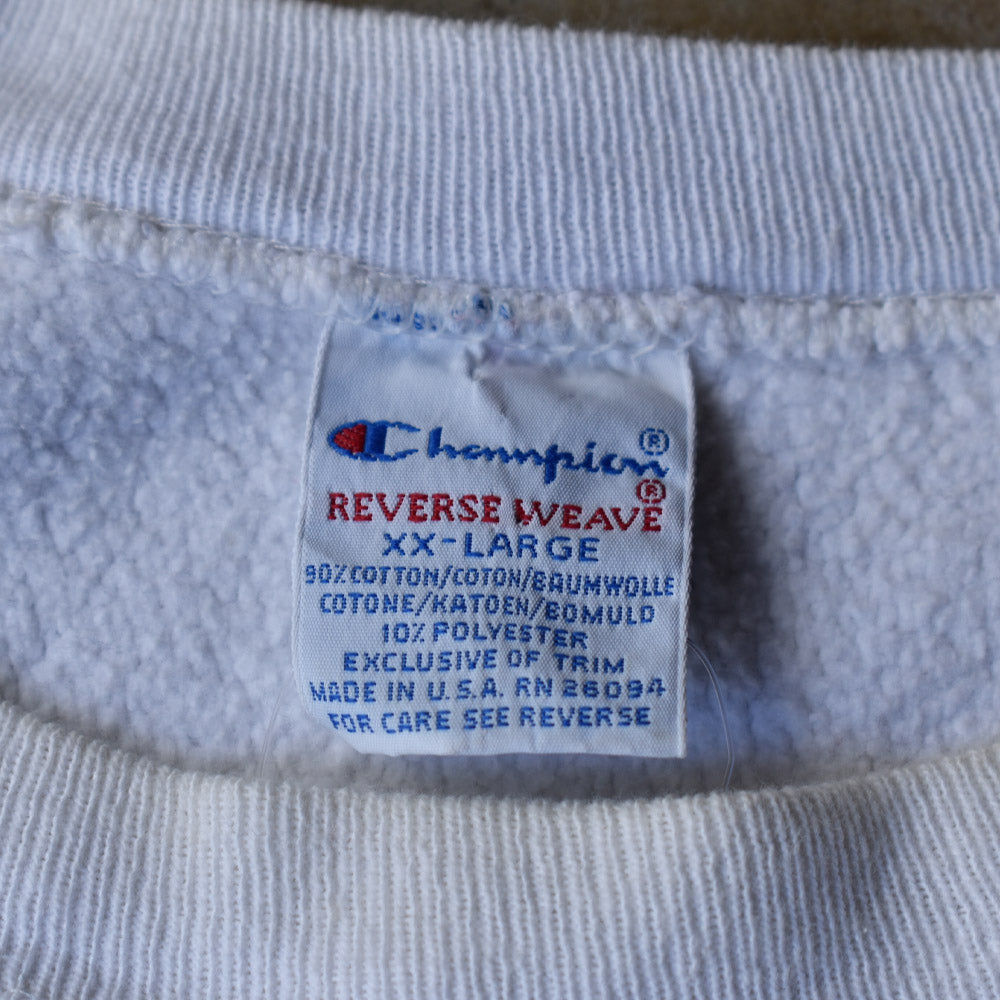 Champion®
REVERSE WEAVE®
XX-LARGE
90% COTTON/COTON/BAUMWOLLE
COTONE/KATOEN/BOMULD
10% POLYESTER
EXCLUSIVE OF TRIM
MADE IN U.S.A. RN 26094
FOR CARE SEE REVERSE